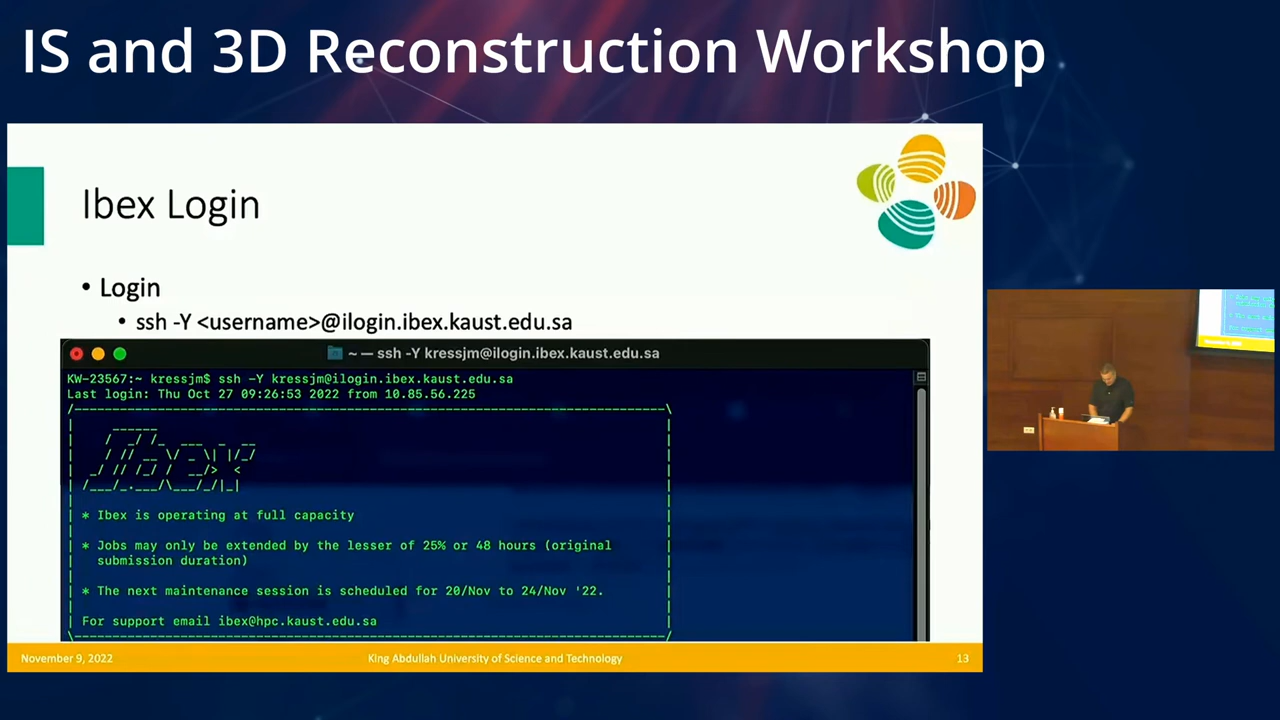 IS and 3D Reconstruction Workshop
Ibex Login
• Login
• ssh -Y <username>@ilogin.ibex.kaust.edu.sa
~ — ssh -Y kressjm@ilogin.ibex.kaust.edu.sa
KW-23567:~ kressjm$ ssh -Y kressjm@ilogin.ibex.kaust.edu.sa
Last login: Thu Oct 27 09:26:53 2022 from 10.85.56.225
Ibex
* Ibex is operating at full capacity
* Jobs may only be extended by the lesser of 25% or 48 hours (original
submission duration)
* The next maintenance session is scheduled for 20/Nov to 24/Nov '22.
For support email ibex@hpc.kaust.edu.sa
November 9, 2022
King Abdullah University of Science and Technology
13